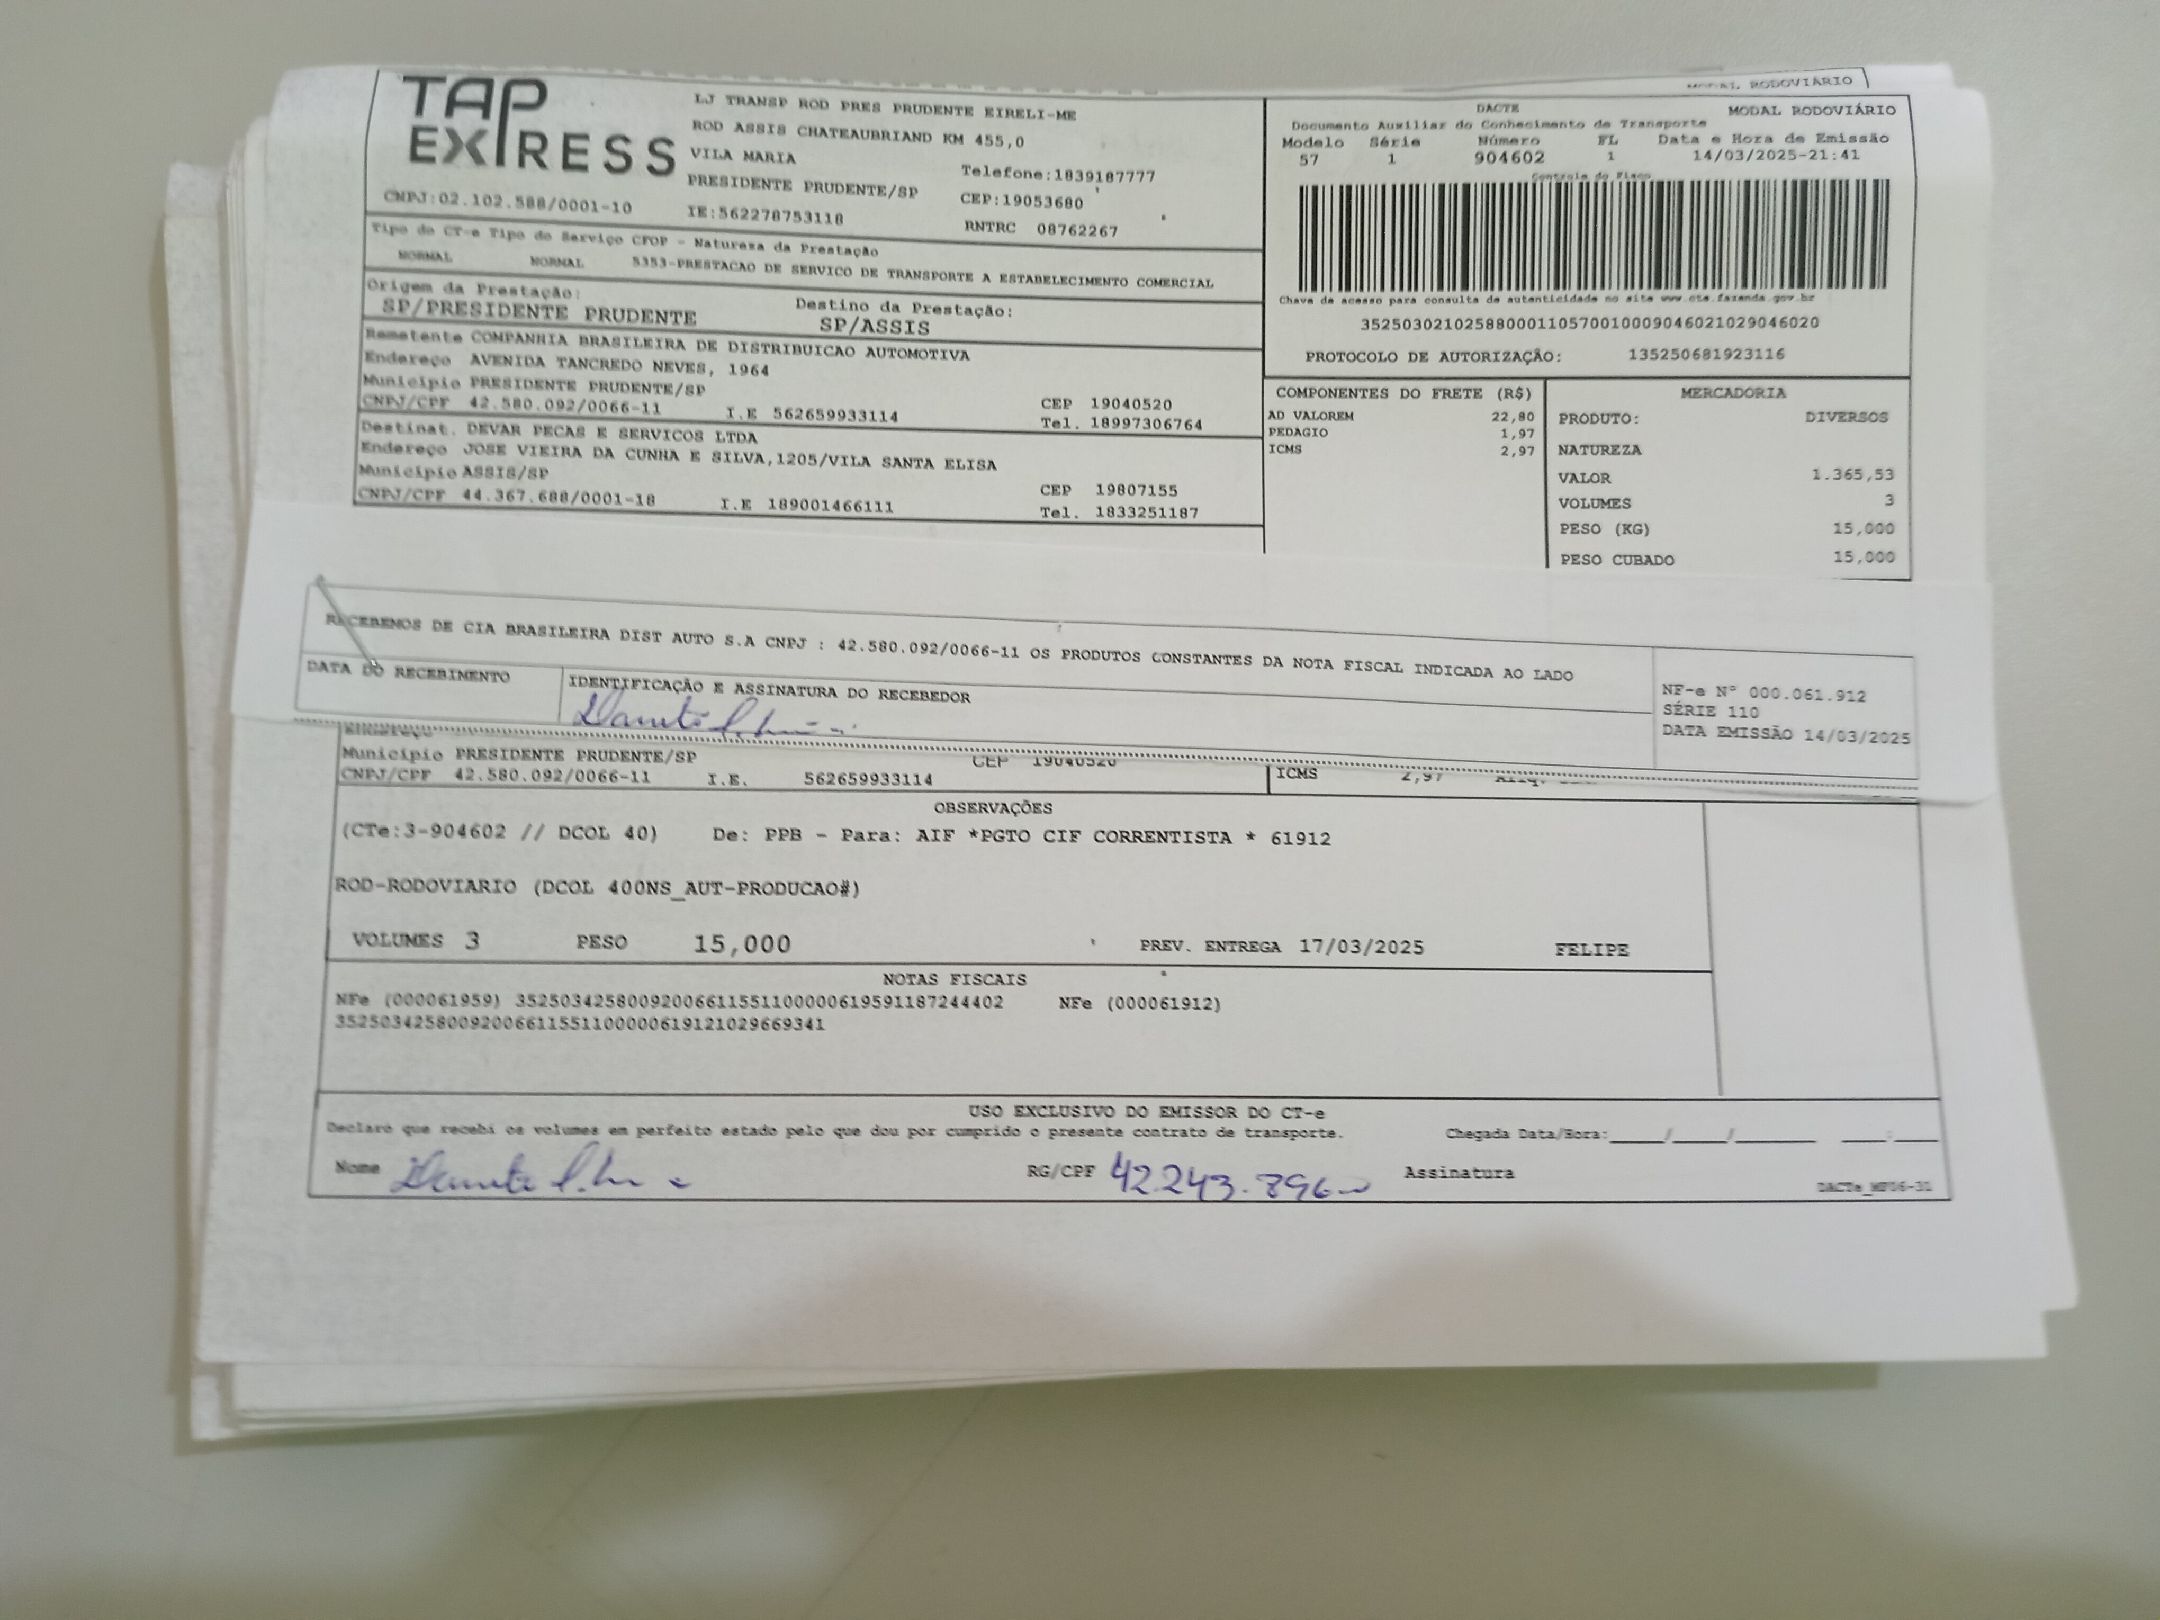 MODAL RODOVIÁRIO
TAP
EXPRESS
LJ TRANSP ROD PRES PRUDENTE EIRELI-ME
ROD ASSIS CHATEAUBRIAND KM 455,0
VILA MARIA
Telefone:1839187777
PRESIDENTE PRUDENTE/SP
CEP:19053680
CNPJ:02.102.588/0001-10
IE:562278753118
RNTRC 08762267
DACTE
MODAL RODOVIÁRIO
Documento Auxiliar do Conhecimento de Transporte
Modelo Série Número FL Data e Hora de Emissão
57 1 904602 1 14/03/2025-21:41
Controle do Fisco
Chave de acesso para consulta de autenticidade no site www.cte.fazenda.gov.br
35250302102588000110570010009046021029046020
PROTOCOLO DE AUTORIZAÇÃO: 135250681923116
Tipo do CT-e Tipo do Serviço CFOP - Natureza da Prestação
NORMAL NORMAL 5353-PRESTACAO DE SERVICO DE TRANSPORTE A ESTABELECIMENTO COMERCIAL
Origem da Prestação: Destino da Prestação:
SP/PRESIDENTE PRUDENTE SP/ASSIS
Remetente COMPANHIA BRASILEIRA DE DISTRIBUICAO AUTOMOTIVA
Endereço AVENIDA TANCREDO NEVES, 1964
Município PRESIDENTE PRUDENTE/SP CEP 19040520
CNPJ/CPF 42.580.092/0066-11 I.E 562659933114 Tel. 18997306764
Destinat. DEVAR PECAS E SERVICOS LTDA
Endereço JOSE VIEIRA DA CUNHA E SILVA,1205/VILA SANTA ELISA
Município ASSIS/SP CEP 19807155
CNPJ/CPF 44.367.688/0001-18 I.E 189001466111 Tel. 1833251187
COMPONENTES DO FRETE (R$)
AD VALOREM 22,80
PEDAGIO 1,97
ICMS 2,97
MERCADORIA
PRODUTO: DIVERSOS
NATUREZA
VALOR 1.365,53
VOLUMES 3
PESO (KG) 15,000
PESO CUBADO 15,000
RECEBEMOS DE CIA BRASILEIRA DIST AUTO S.A CNPJ : 42.580.092/0066-11 OS PRODUTOS CONSTANTES DA NOTA FISCAL INDICADA AO LADO
DATA DO RECEBIMENTO
IDENTIFICAÇÃO E ASSINATURA DO RECEBEDOR
NF-e Nº 000.061.912
SÉRIE 110
DATA EMISSÃO 14/03/2025
Endereço
Município PRESIDENTE PRUDENTE/SP CEP 19040520
CNPJ/CPF 42.580.092/0066-11 I.E. 562659933114
ICMS 2,97
OBSERVAÇÕES
(CTe:3-904602 // DCOL 40) De: PPB - Para: AIF *PGTO CIF CORRENTISTA * 61912
ROD-RODOVIARIO (DCOL 400NS_AUT-PRODUCAO#)
VOLUMES 3 PESO 15,000 PREV. ENTREGA 17/03/2025 FELIPE
NOTAS FISCAIS
NFe (000061959) 35250342580092006611551100000619591187244402 NFe (000061912)
35250342580092006611551100000619121029669341
USO EXCLUSIVO DO EMISSOR DO CT-e
Declaro que recebi os volumes em perfeito estado pelo que dou por cumprido o presente contrato de transporte. Chegada Data/Hora:____/____/______ ___:___
Nome RG/CPF 42.243.896 Assinatura